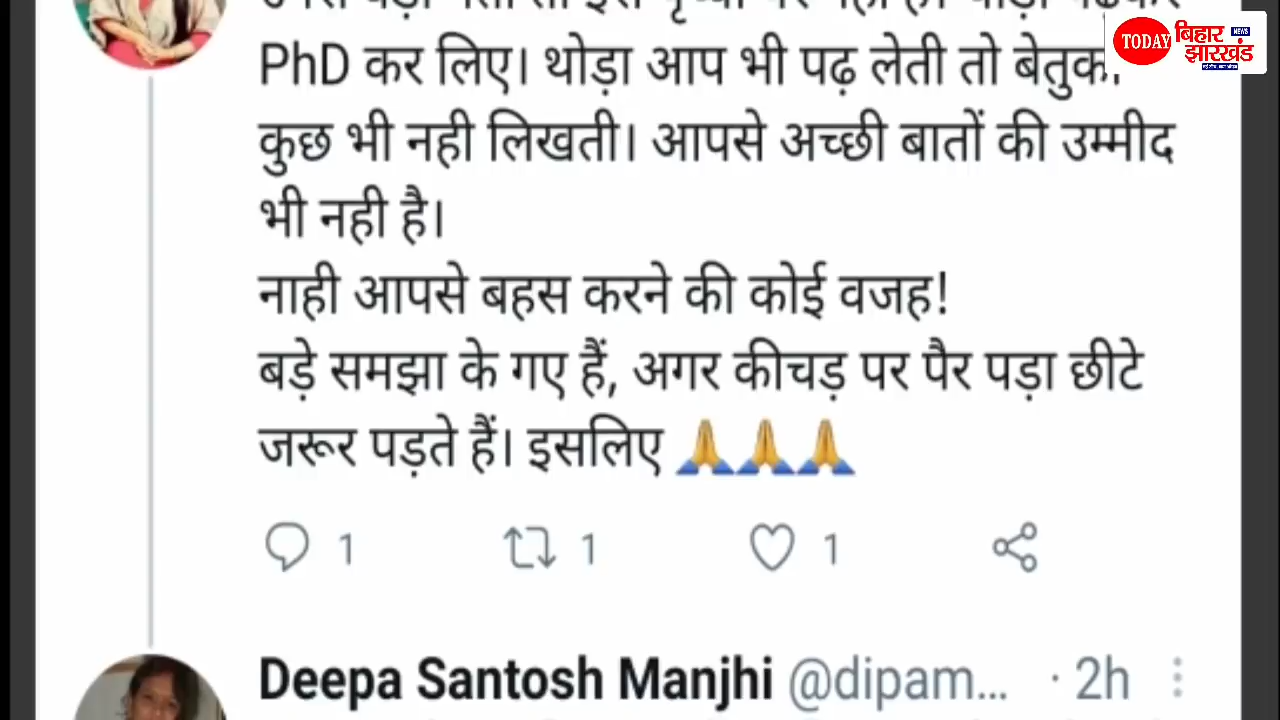 PhD कर लिए। थोड़ा आप भी पढ़ लेती तो
कुछ भी नही लिखती। आपसे अच्छी बातों की उम्मीद
भी नही है।
नाही आपसे बहस करने की कोई वजह!
बड़े समझा के गए हैं, अगर कीचड़ पर पैर पड़ा छीटे
जरूर पड़ते हैं। इसलिए 🙏🙏🙏
1 1 1
Deepa Santosh Manjhi @dipam... · 2h
TODAY बिहार NEWS
झारखंड